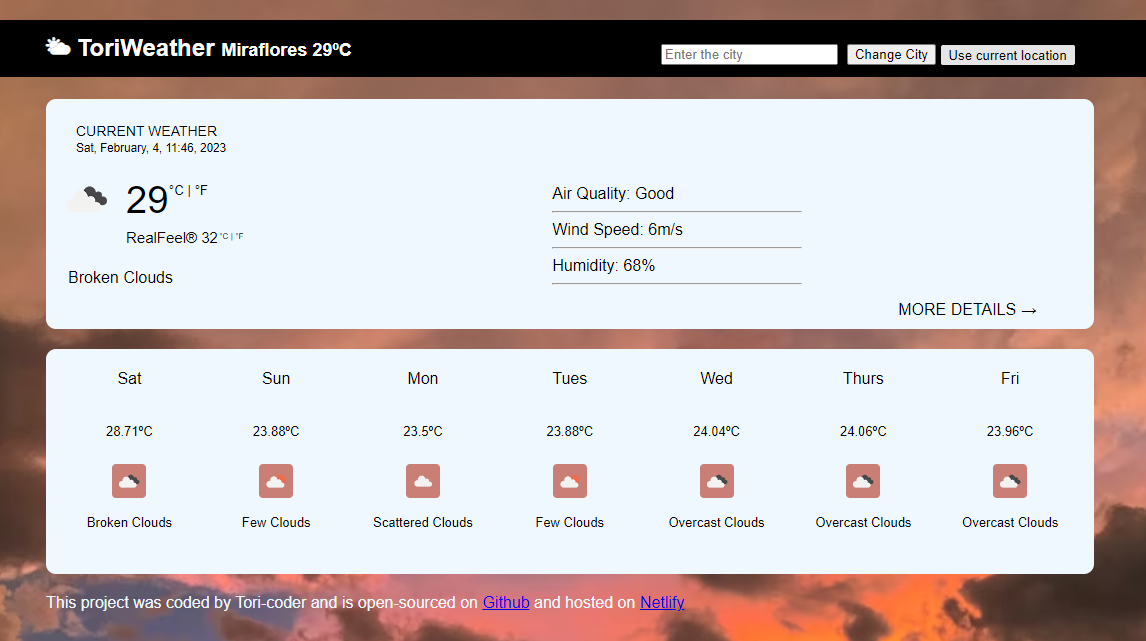 ToriWeather Miraflores 29ºC
Enter the city
Change City
Use current location
CURRENT WEATHER
Sat, February, 4, 11:46, 2023
29 °C | °F
RealFeel® 32 °C | °F
Broken Clouds
Air Quality: Good
Wind Speed: 6m/s
Humidity: 68%
MORE DETAILS →
Sat Sun Mon Tues Wed Thurs Fri
28.71ºC 23.88ºC 23.5ºC 23.88ºC 24.04ºC 24.06ºC 23.96ºC
Broken Clouds Few Clouds Scattered Clouds Few Clouds Overcast Clouds Overcast Clouds Overcast Clouds
This project was coded by Tori-coder and is open-sourced on Github and hosted on Netlify